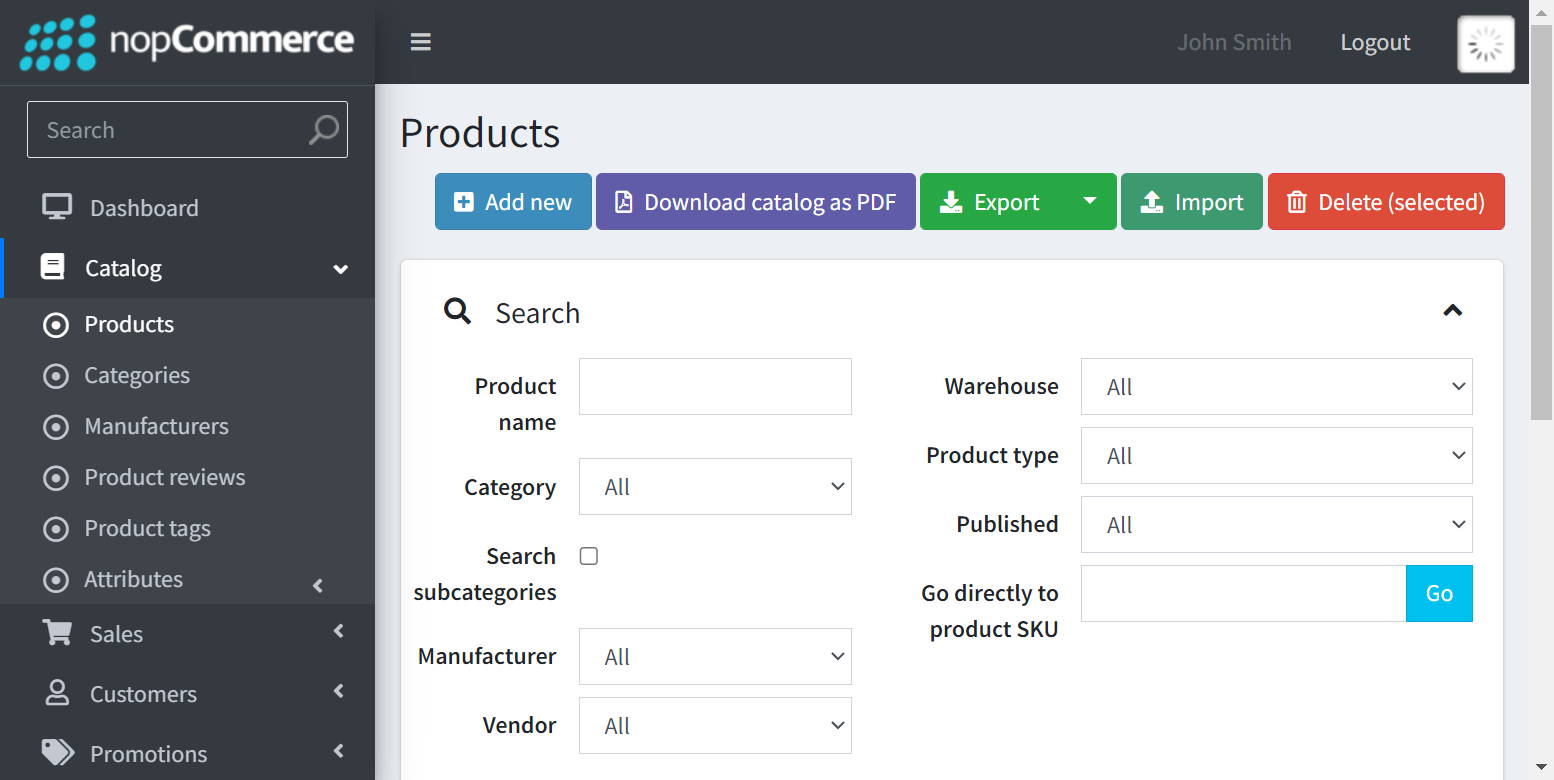 nopCommerce
John Smith
Logout
Search
Dashboard
Catalog
Products
Categories
Manufacturers
Product reviews
Product tags
Attributes
Sales
Customers
Promotions
Products
Add new
Download catalog as PDF
Export
Import
Delete (selected)
Search
Product
name
Category
All
Search
subcategories
Manufacturer
All
Vendor
All
Warehouse
All
Product type
All
Published
All
Go directly to
product SKU
Go